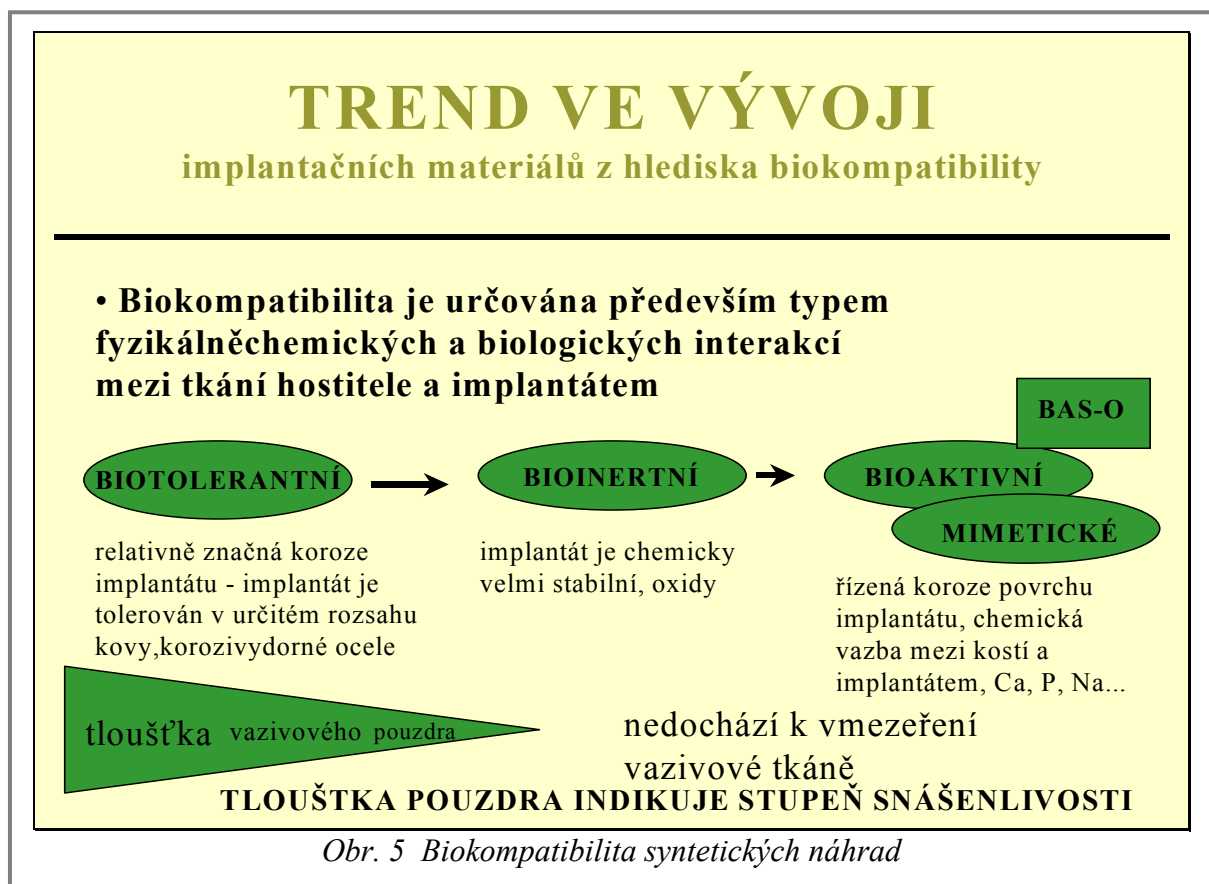 TREND VE VÝVOJI
implantačních materiálů z hlediska biokompatibility
• Biokompatibilita je určována především typem
fyzikálněchemických a biologických interakcí
mezi tkání hostitele a implantátem
BAS-O
BIOTOLERANTNÍ
BIOINERTNÍ
BIOAKTIVNÍ
MIMETICKÉ
relativně značná koroze
implantátu - implantát je
tolerován v určitém rozsahu
kovy,korozivydorné ocele
implantát je chemicky
velmi stabilní, oxidy
řízená koroze povrchu
implantátu, chemická
vazba mezi kostí a
implantátem, Ca, P, Na...
tloušťka vazivového pouzdra
nedochází k vmezeření
vazivové tkáně
TLOUŠTKA POUZDRA INDIKUJE STUPEŇ SNÁŠENLIVOSTI
Obr. 5 Biokompatibilita syntetických náhrad